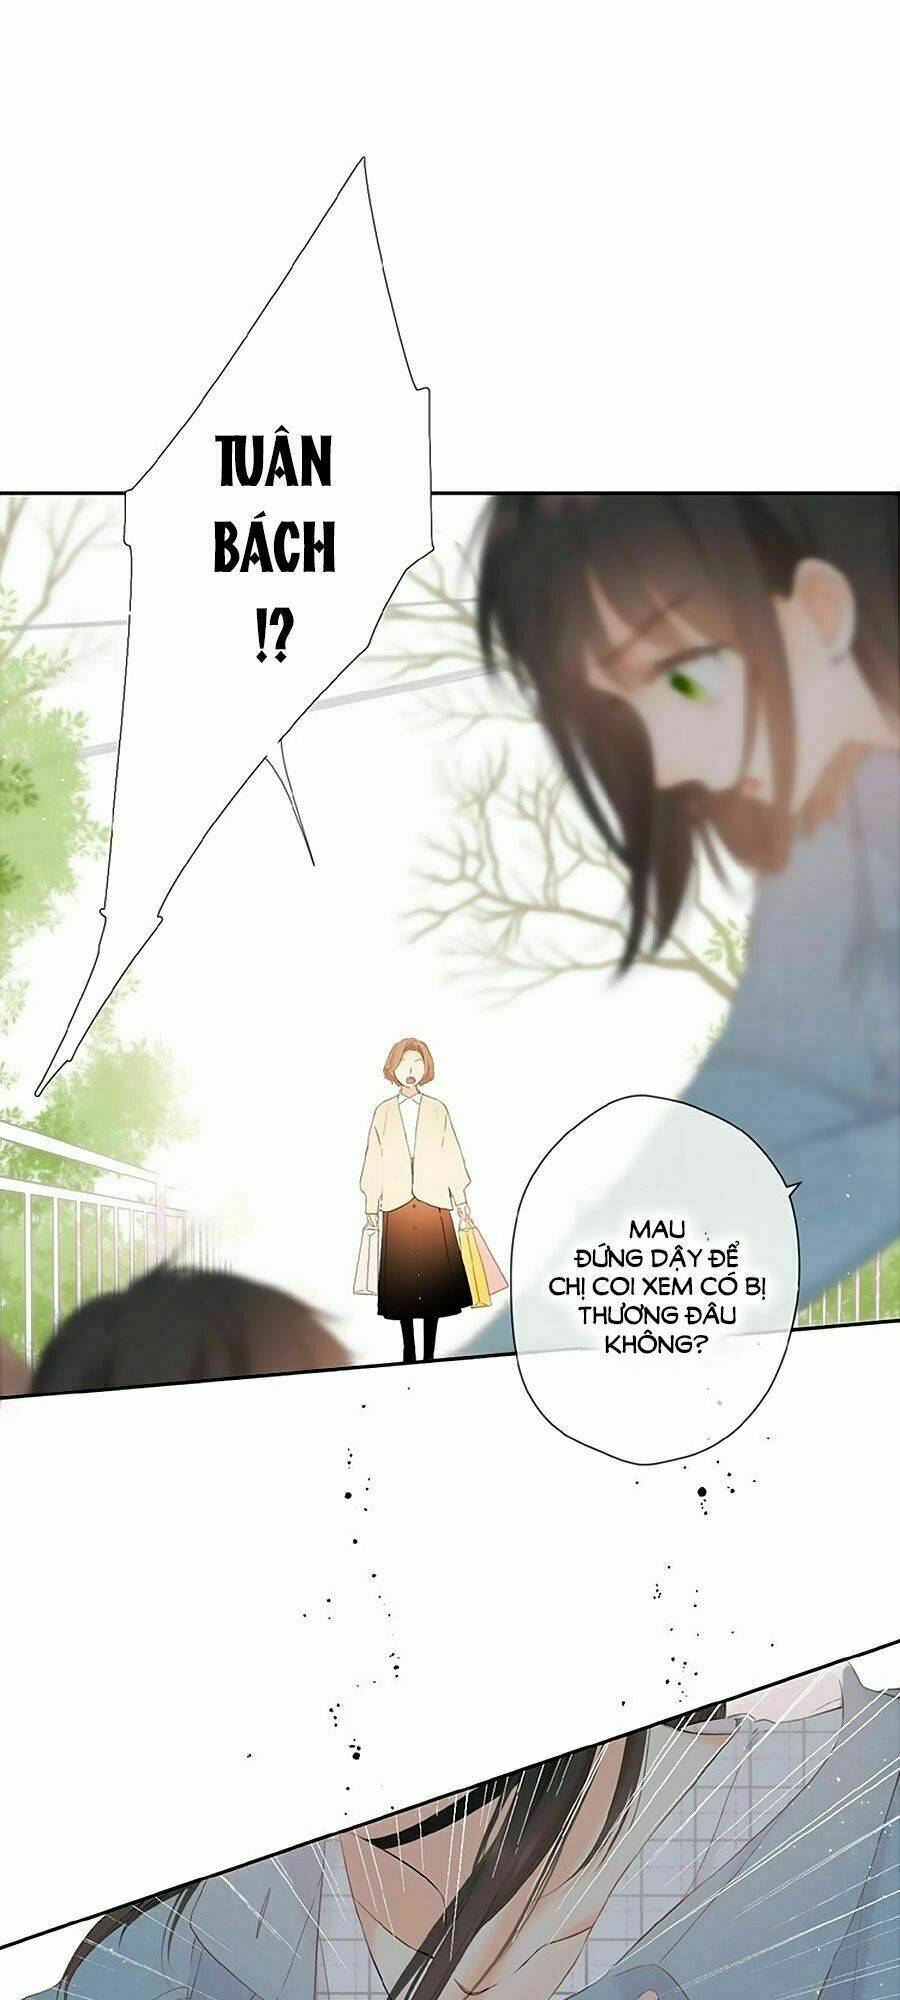 TUÂN
BÁCH
!?
MAU
ĐỨNG DẬY ĐỂ
CHỊ COI XEM CÓ BỊ
THƯƠNG ĐÂU
KHÔNG?